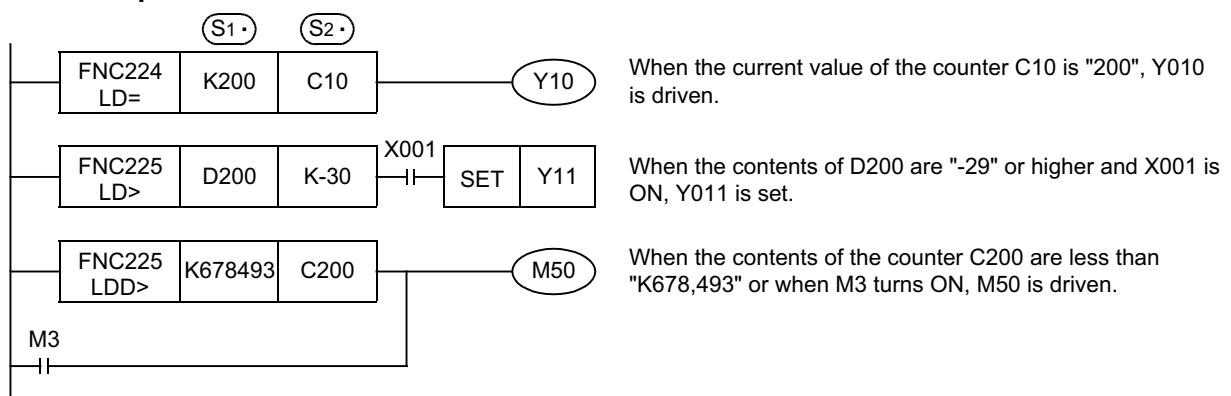 S1 · S2 ·
FNC224 LD= K200 C10 Y10
When the current value of the counter C10 is "200", Y010
is driven.
FNC225 LD> D200 K-30 X001 SET Y11
When the contents of D200 are "-29" or higher and X001 is
ON, Y011 is set.
FNC225 LDD> K678493 C200 M50
When the contents of the counter C200 are less than
"K678,493" or when M3 turns ON, M50 is driven.
M3